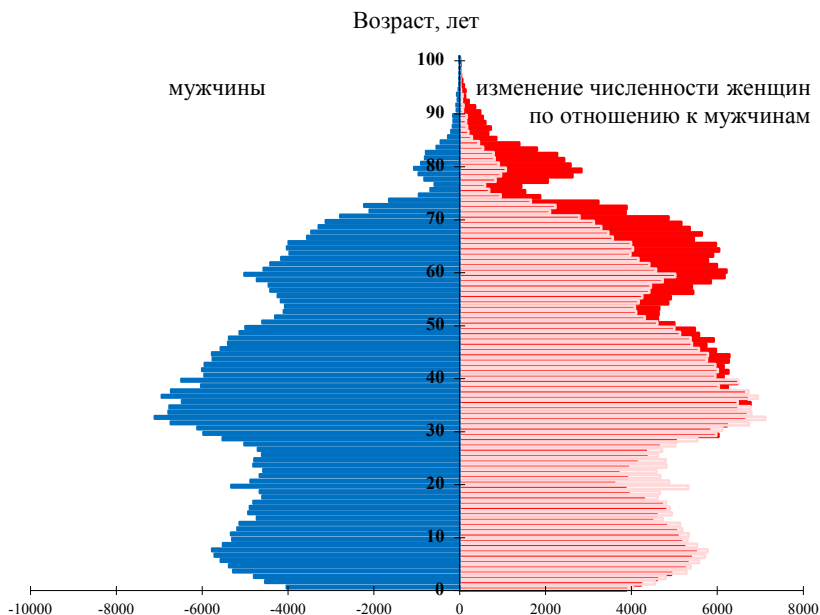 Возраст, лет
100
мужчины
изменение численности женщин
по отношению к мужчинам
90
80
70
60
50
40
30
20
10
0
-10000 -8000 -6000 -4000 -2000 0 2000 4000 6000 8000